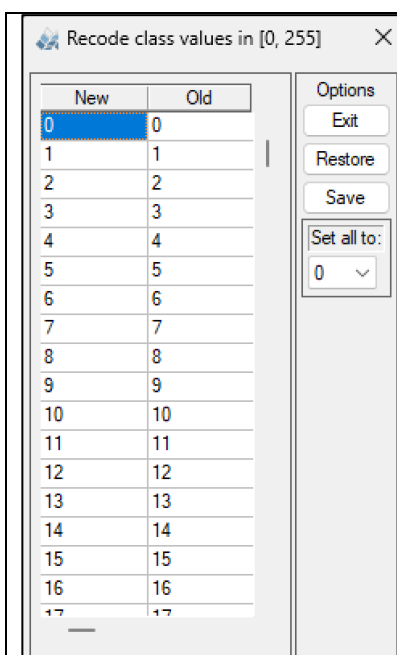 Recode class values in [0, 255]
New Old
0 0
1 1
2 2
3 3
4 4
5 5
6 6
7 7
8 8
9 9
10 10
11 11
12 12
13 13
14 14
15 15
16 16
17 17
Options
Exit
Restore
Save
Set all to:
0